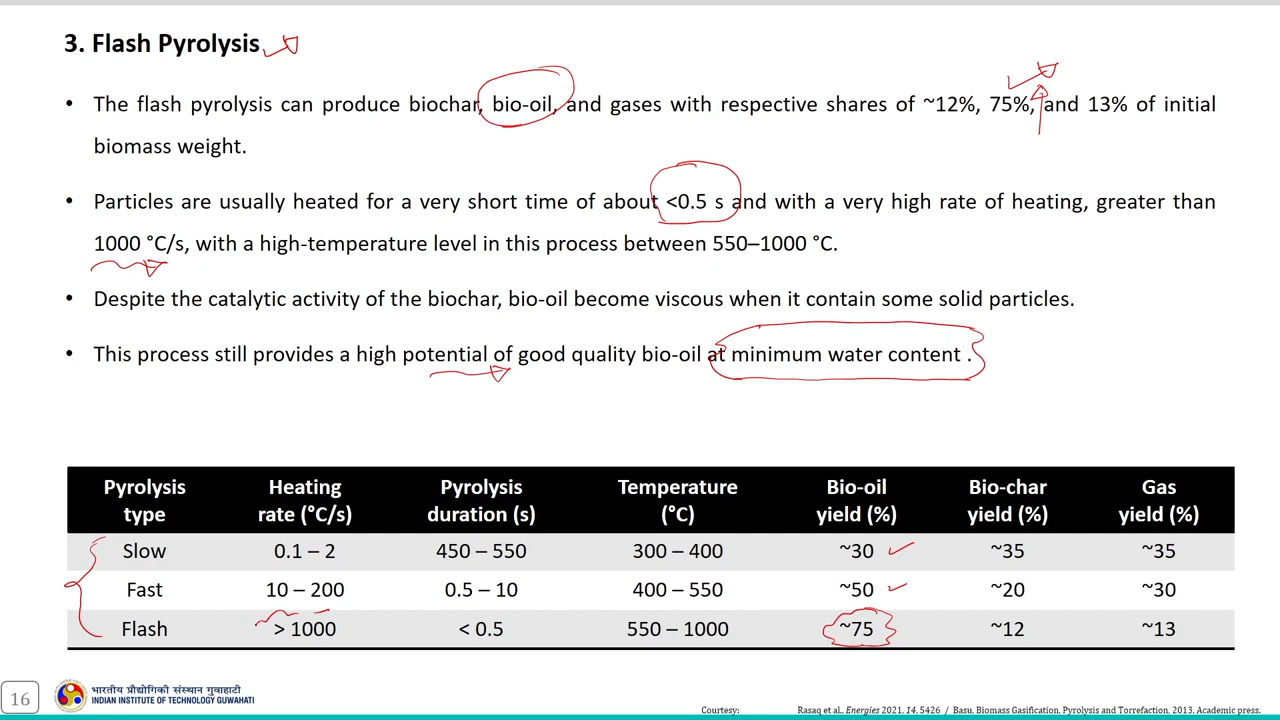 3. Flash Pyrolysis
• The flash pyrolysis can produce biochar, bio-oil, and gases with respective shares of ~12%, 75%, and 13% of initial
biomass weight.
• Particles are usually heated for a very short time of about <0.5 s and with a very high rate of heating, greater than
1000 °C/s, with a high-temperature level in this process between 550–1000 °C.
• Despite the catalytic activity of the biochar, bio-oil become viscous when it contain some solid particles.
• This process still provides a high potential of good quality bio-oil at minimum water content .
Pyrolysis type Heating rate (°C/s) Pyrolysis duration (s) Temperature (°C) Bio-oil yield (%) Bio-char yield (%) Gas yield (%)
Slow 0.1 – 2 450 – 550 300 – 400 ~30 ~35 ~35
Fast 10 – 200 0.5 – 10 400 – 550 ~50 ~20 ~30
Flash > 1000 < 0.5 550 – 1000 ~75 ~12 ~13
16
भारतीय प्रौद्योगिकी संस्थान गुवाहाटी
INDIAN INSTITUTE OF TECHNOLOGY GUWAHATI
Courtesy: Rasaq et al., Energies 2021, 14, 5426 / Basu, Biomass Gasification, Pyrolysis and Torrefaction, 2013, Academic press.